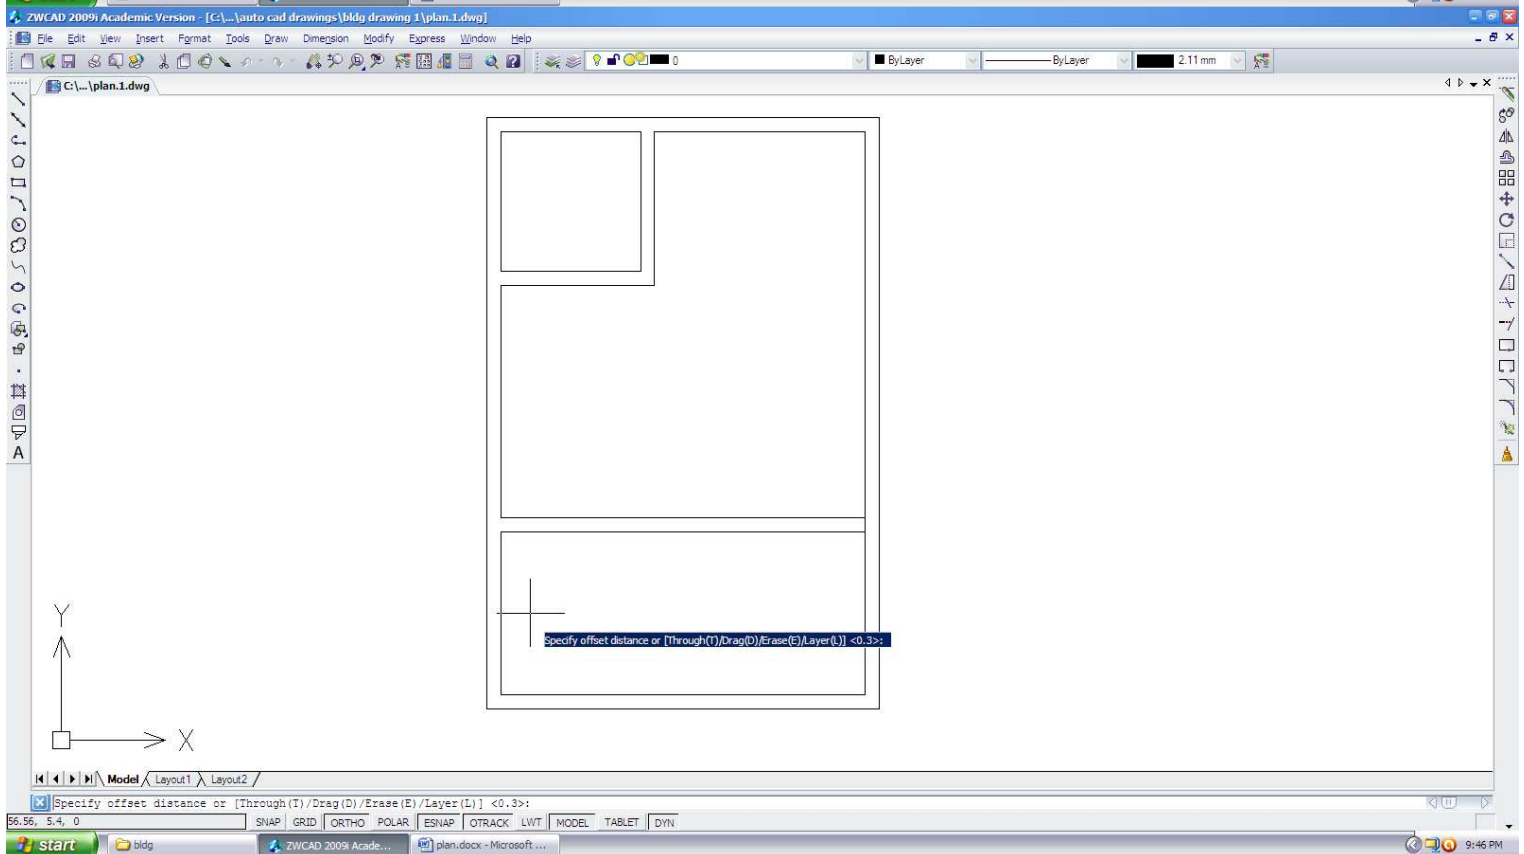 ZWCAD 2009i Academic Version - [C:\...\auto cad drawings\bldg drawing 1\plan.1.dwg]
File Edit View Insert Format Tools Draw Dimension Modify Express Window Help
0 ByLayer ByLayer 2.11 mm
C:\...\plan.1.dwg
A
Specify offset distance or [Through(T)/Drag(D)/Erase(E)/Layer(L)] <0.3>:
Y
X
Model Layout1 Layout2
Specify offset distance or [Through(T)/Drag(D)/Erase(E)/Layer(L)] <0.3>:
56.56, 5.4, 0 SNAP GRID ORTHO POLAR ESNAP OTRACK LWT MODEL TABLET DYN
start bldg ZWCAD 2009i Acade... plan.docx - Microsoft ... 9:46 PM